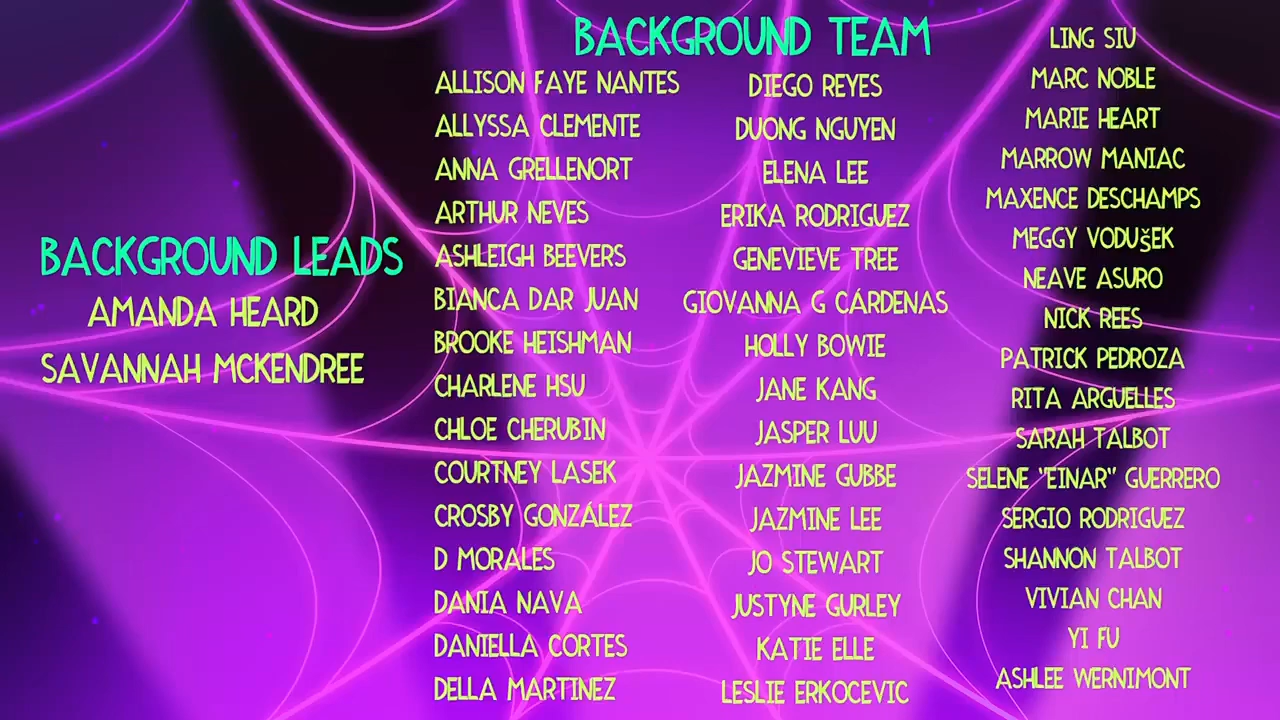 BACKGROUND LEADS
AMANDA HEARD
SAVANNAH MCKENDREE
BACKGROUND TEAM
ALLISON FAYE NANTES
ALLYSSA CLEMENTE
ANNA GRELLENORT
ARTHUR NEVES
ASHLEIGH BEEVERS
BIANCA DAR JUAN
BROOKE HEISHMAN
CHARLENE HSU
CHLOE CHERUBIN
COURTNEY LASEK
CROSBY GONZÁLEZ
D MORALES
DANIA NAVA
DANIELLA CORTES
DELLA MARTINEZ
DIEGO REYES
DUONG NGUYEN
ELENA LEE
ERIKA RODRIGUEZ
GENEVIEVE TREE
GIOVANNA G CÁRDENAS
HOLLY BOWIE
JANE KANG
JASPER LUU
JAZMINE GUBBE
JAZMINE LEE
JO STEWART
JUSTYNE GURLEY
KATIE ELLE
LESLIE ERKOCEVIC
LING SIU
MARC NOBLE
MARIE HEART
MARROW MANIAC
MAXENCE DESCHAMPS
MEGGY VODUšEK
NEAVE ASURO
NICK REES
PATRICK PEDROZA
RITA ARGUELLES
SARAH TALBOT
SELENE "EINAR" GUERRERO
SERGIO RODRIGUEZ
SHANNON TALBOT
VIVIAN CHAN
YI FU
ASHLEE WERNIMONT